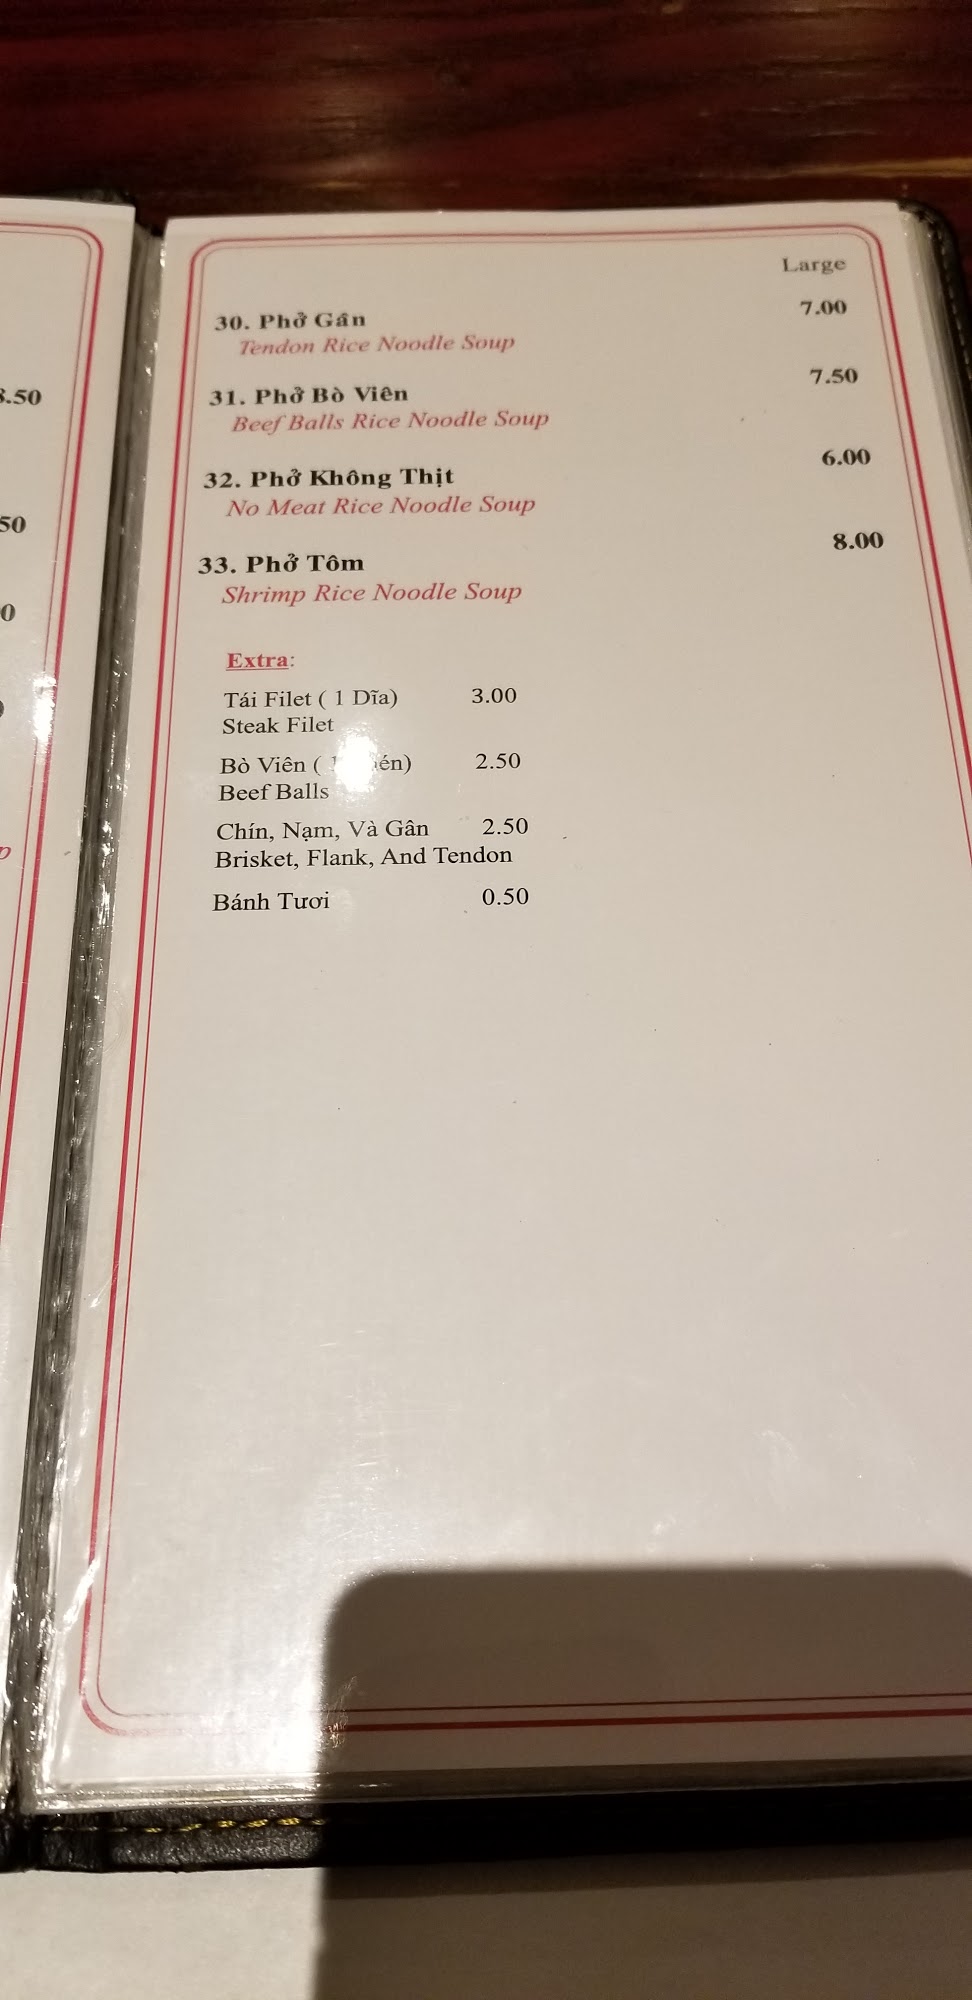 Large
30. Phở Gân 7.00
Tendon Rice Noodle Soup
31. Phở Bò Viên 7.50
Beef Balls Rice Noodle Soup
32. Phở Không Thịt 6.00
No Meat Rice Noodle Soup
33. Phở Tôm 8.00
Shrimp Rice Noodle Soup
Extra:
Tái Filet ( 1 Dĩa) 3.00
Steak Filet
Bò Viên ( 2.50
Beef Balls
Chín, Nạm, Và Gân 2.50
Brisket, Flank, And Tendon
Bánh Tươi 0.50